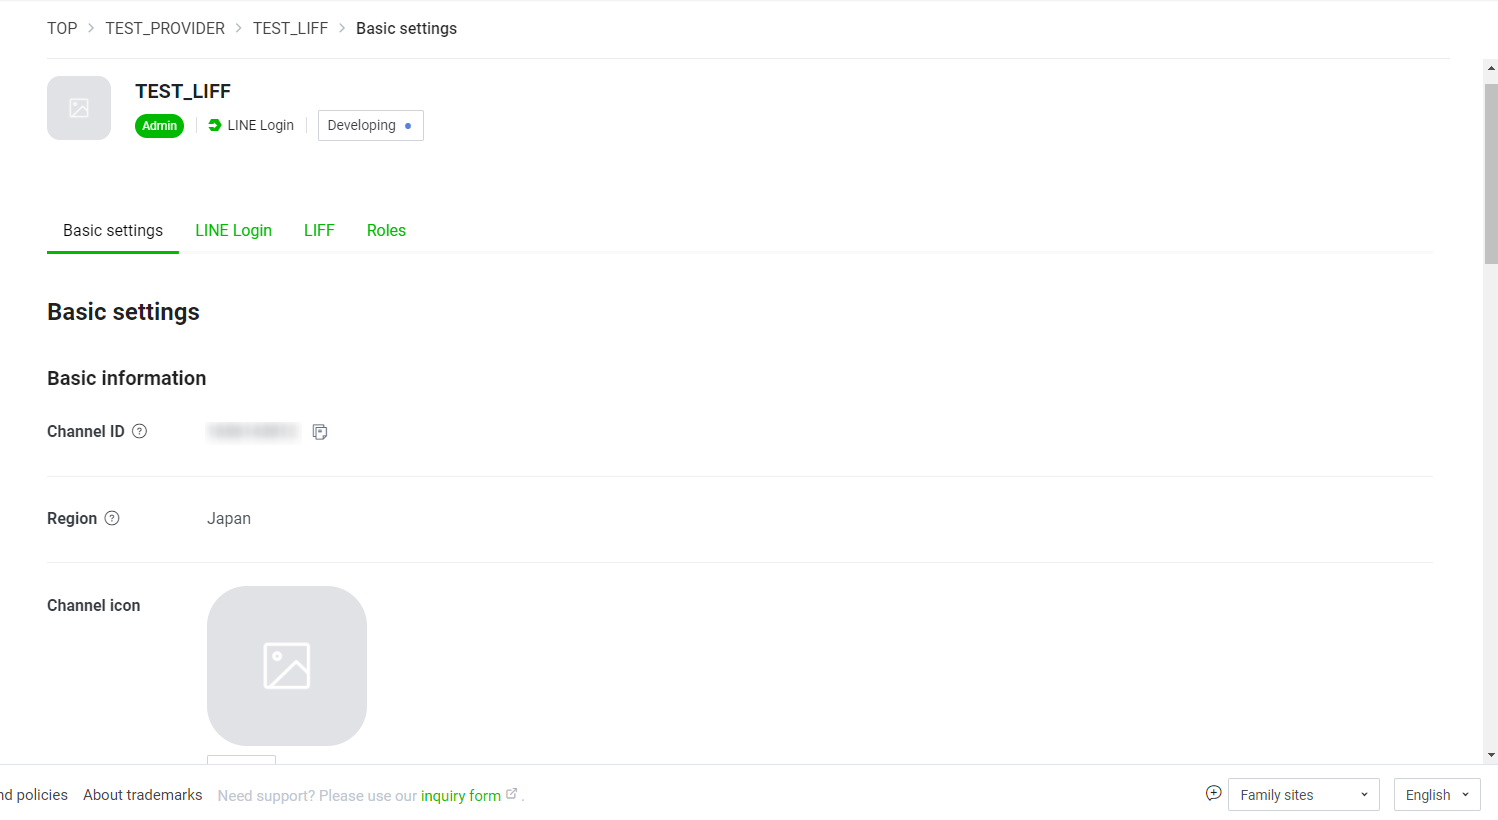 TOP > TEST_PROVIDER > TEST_LIFF > Basic settings
TEST_LIFF
Admin LINE Login Developing
Basic settings LINE Login LIFF Roles
Basic settings
Basic information
Channel ID ?
Region ? Japan
Channel icon
nd policies About trademarks Need support? Please use our inquiry form . Family sites English